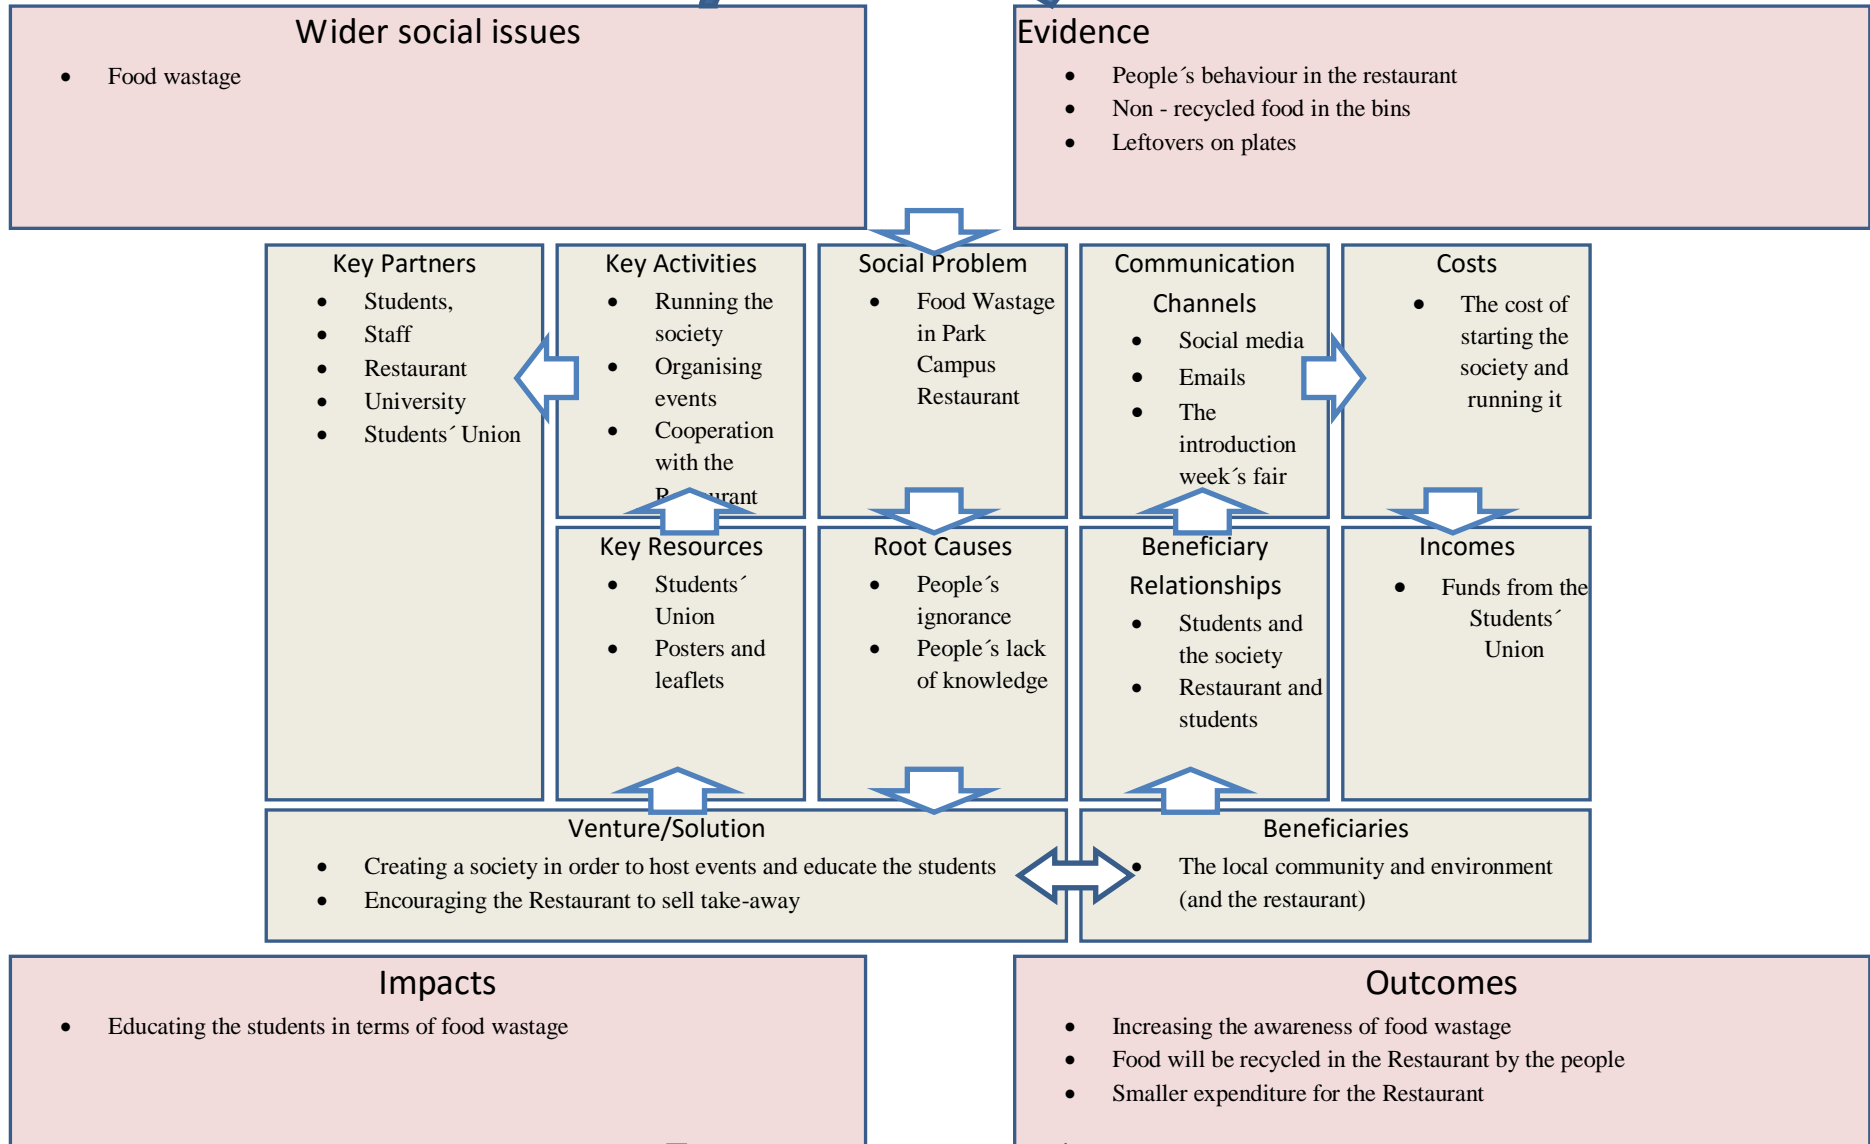 Wider social issues
• Food wastage
Evidence
• People´s behaviour in the restaurant
• Non - recycled food in the bins
• Leftovers on plates
Key Partners
• Students,
• Staff
• Restaurant
• University
• Students´ Union
Key Activities
• Running the
society
• Organising
events
• Cooperation
with the
Social Problem
• Food Wastage
in Park
Campus
Restaurant
Communication
Channels
• Social media
• Emails
• The
introduction
week´s fair
Costs
• The cost of
starting the
society and
running it
Key Resources
• Students´
Union
• Posters and
leaflets
Root Causes
• People´s
ignorance
• People´s lack
of knowledge
Beneficiary
Relationships
• Students and
the society
• Restaurant and
students
Incomes
• Funds from the
Students´
Union
Venture/Solution
• Creating a society in order to host events and educate the students
• Encouraging the Restaurant to sell take-away
Beneficiaries
• The local community and environment
(and the restaurant)
Impacts
• Educating the students in terms of food wastage
Outcomes
• Increasing the awareness of food wastage
• Food will be recycled in the Restaurant by the people
• Smaller expenditure for the Restaurant